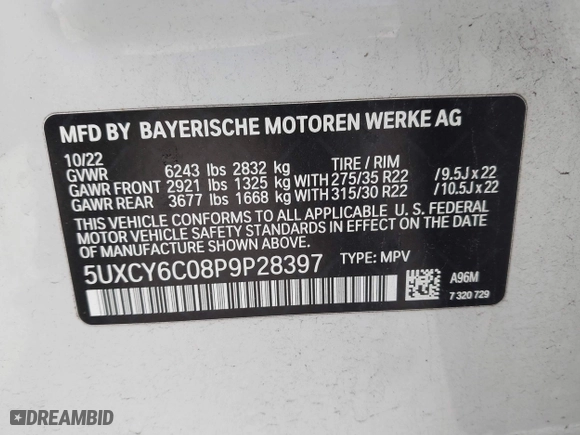 MFD BY BAYERISCHE MOTOREN WERKE AG
10/22
GVWR 6243 lbs 2832 kg TIRE / RIM
GAWR FRONT 2921 lbs 1325 kg WITH 275/35 R22 /9.5J x 22
GAWR REAR 3677 lbs 1668 kg WITH 315/30 R22 /10.5J x 22
THIS VEHICLE CONFORMS TO ALL APPLICABLE U. S. FEDERAL
MOTOR VEHICLE SAFETY STANDARDS IN EFFECT ON THE DATE
OF MANUFACTURE SHOWN ABOVE.
5UXCY6C08P9P28397 TYPE: MPV
A96M
7 320 729
DREAMBID